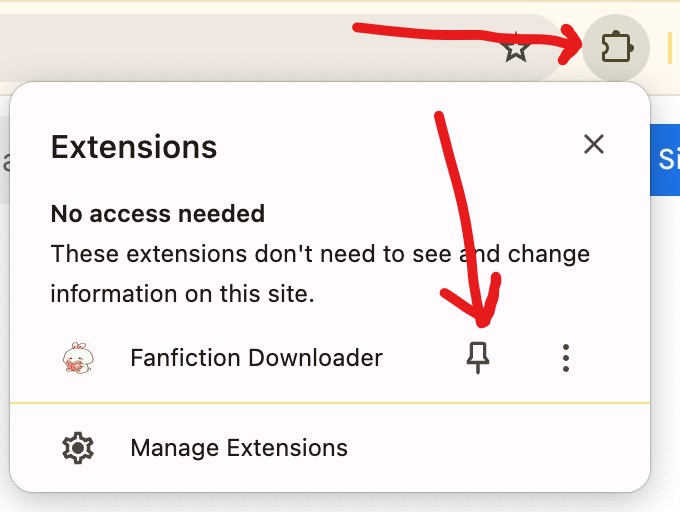 Extensions
No access needed
These extensions don't need to see and change
information on this site.
Fanfiction Downloader
Manage Extensions
Si